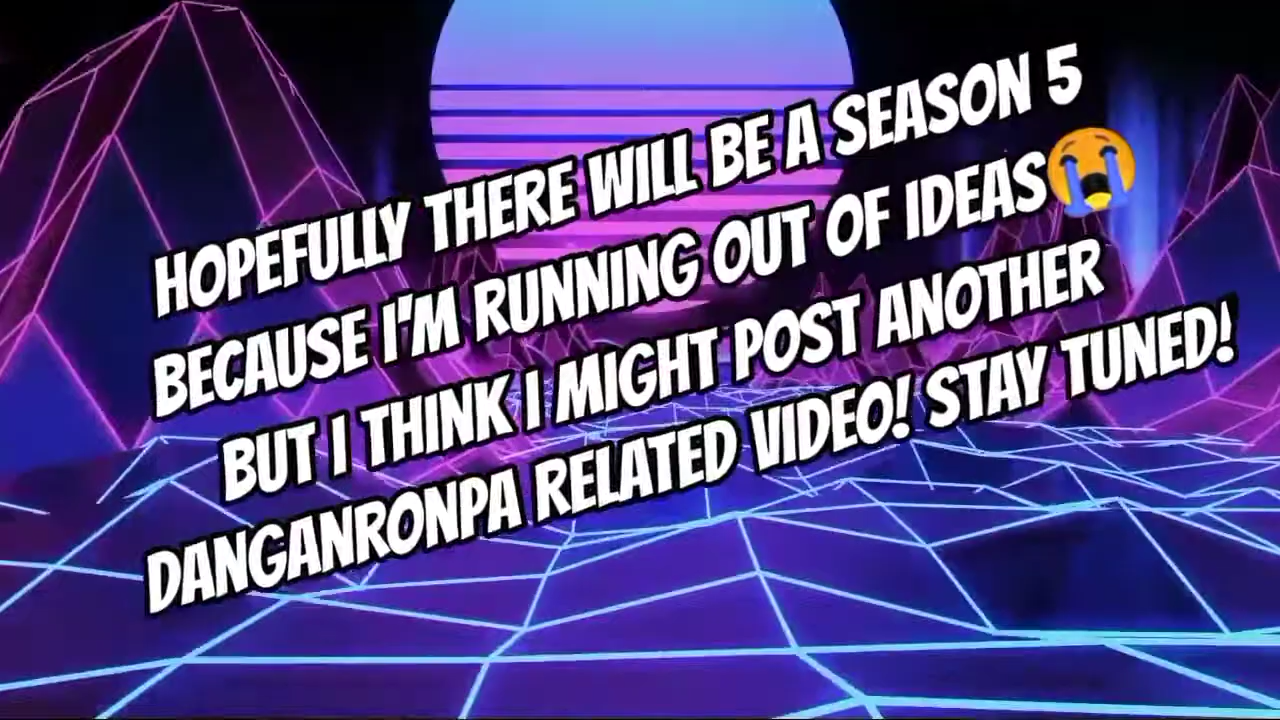 HOPEFULLY THERE WILL BE A SEASON 5
BECAUSE I'M RUNNING OUT OF IDEAS😭
BUT I THINK I MIGHT POST ANOTHER
DANGANRONPA RELATED VIDEO! STAY TUNED!